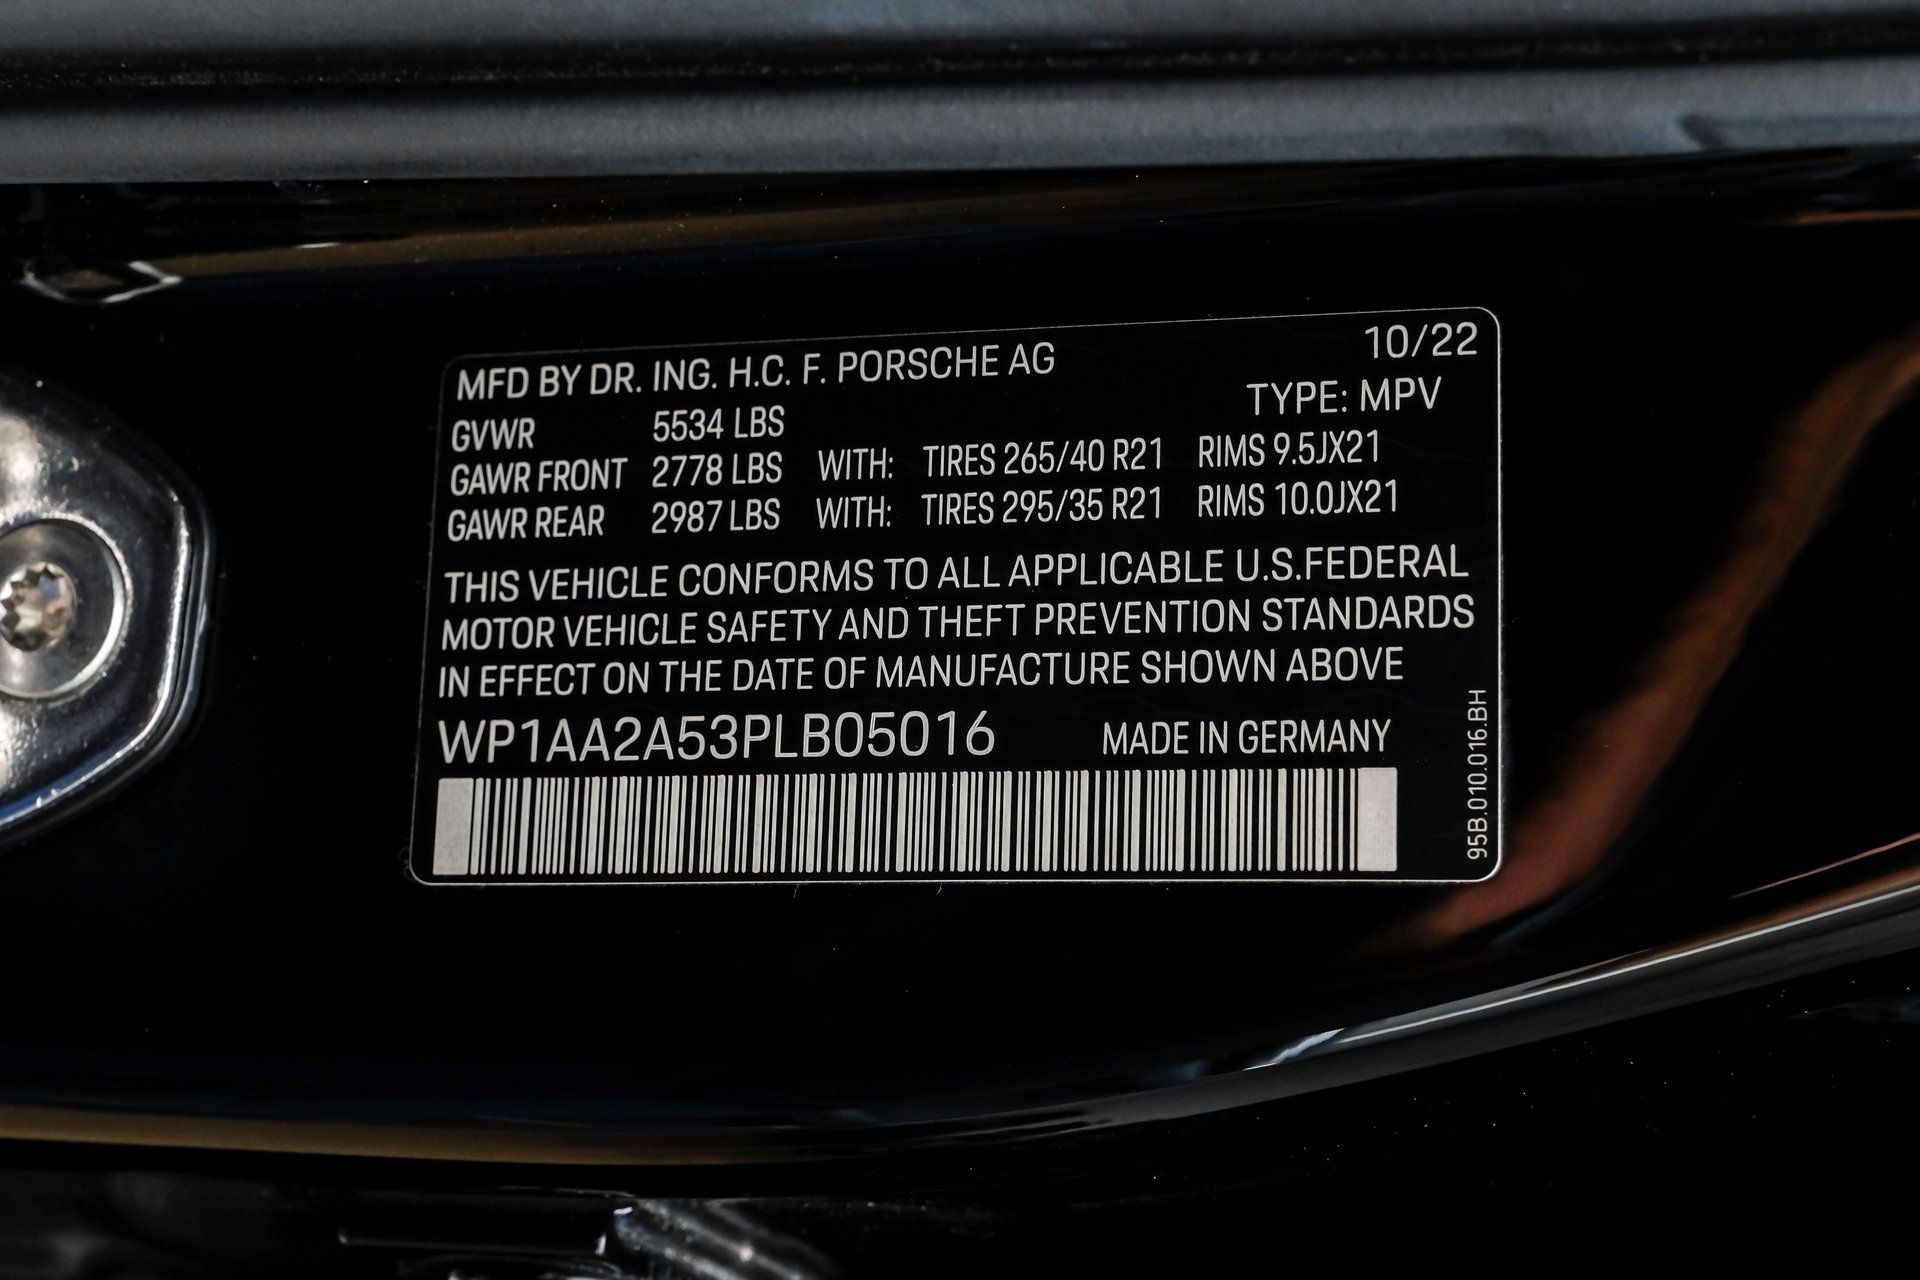 10/22
MFD BY DR. ING. H.C. F. PORSCHE AG
TYPE: MPV
GVWR 5534 LBS
GAWR FRONT 2778 LBS WITH: TIRES 265/40 R21 RIMS 9.5JX21
GAWR REAR 2987 LBS WITH: TIRES 295/35 R21 RIMS 10.0JX21
THIS VEHICLE CONFORMS TO ALL APPLICABLE U.S.FEDERAL
MOTOR VEHICLE SAFETY AND THEFT PREVENTION STANDARDS
IN EFFECT ON THE DATE OF MANUFACTURE SHOWN ABOVE
WP1AA2A53PLB05016 MADE IN GERMANY
95B.010.016.BH